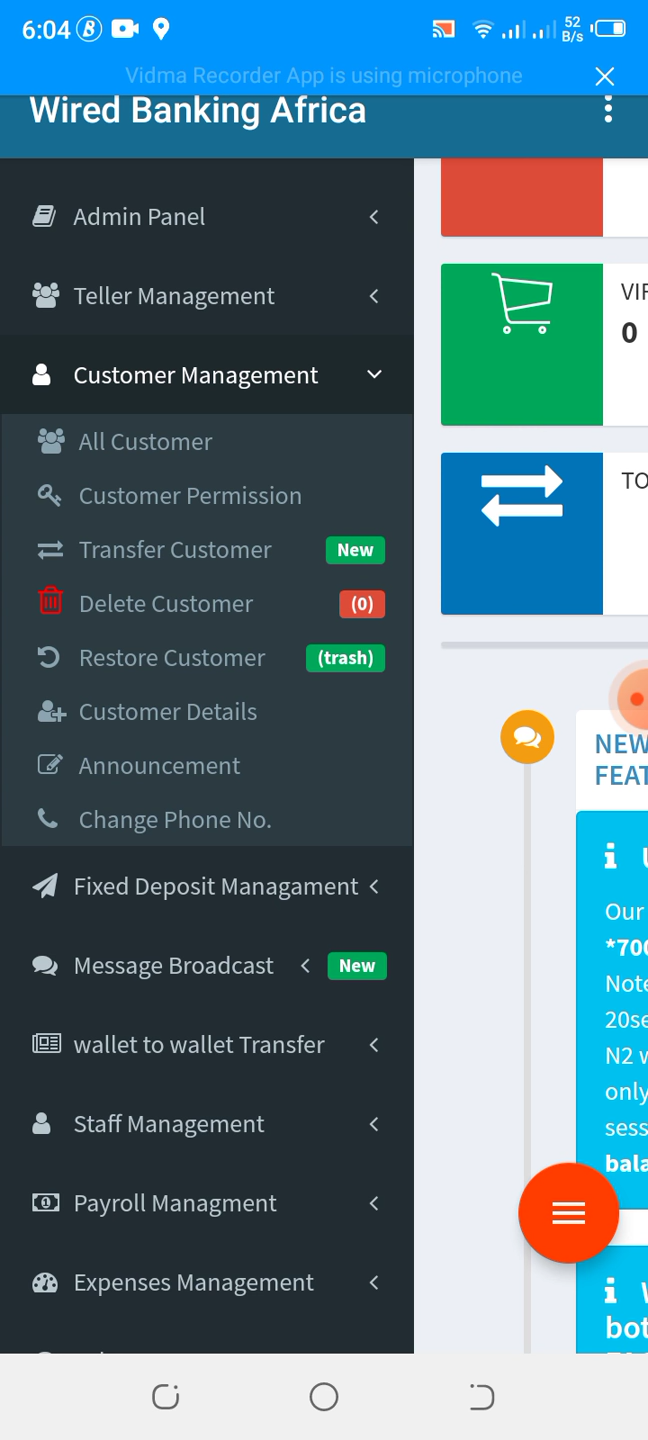 6:04
52
B/s
Vidma Recorder App is using microphone
Wired Banking Africa
Admin Panel
Teller Management
Customer Management
All Customer
Customer Permission
Transfer Customer New
Delete Customer (0)
Restore Customer (trash)
Customer Details
Announcement
Change Phone No.
Fixed Deposit Managament
Message Broadcast New
wallet to wallet Transfer
Staff Management
Payroll Managment
Expenses Management
0
TO
NEW
FEAT
Our
*700
Note
20se
N2 w
only
sess
bala
bot